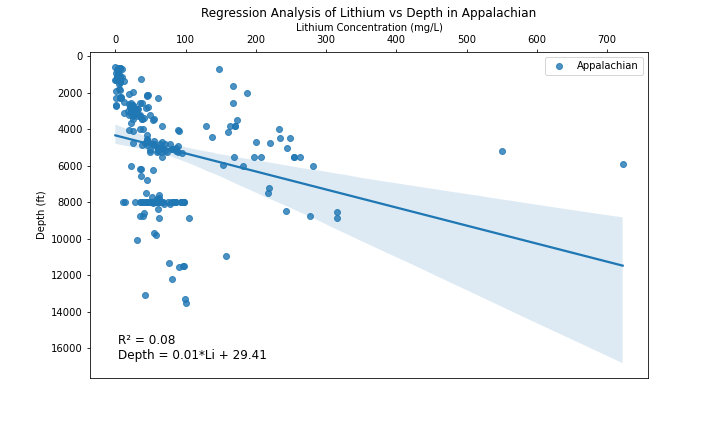 Regression Analysis of Lithium vs Depth in Appalachian
Lithium Concentration (mg/L)
0 100 200 300 400 500 600 700
Appalachian
Depth (ft)
0
2000
4000
6000
8000
10000
12000
14000
16000
R² = 0.08
Depth = 0.01*Li + 29.41